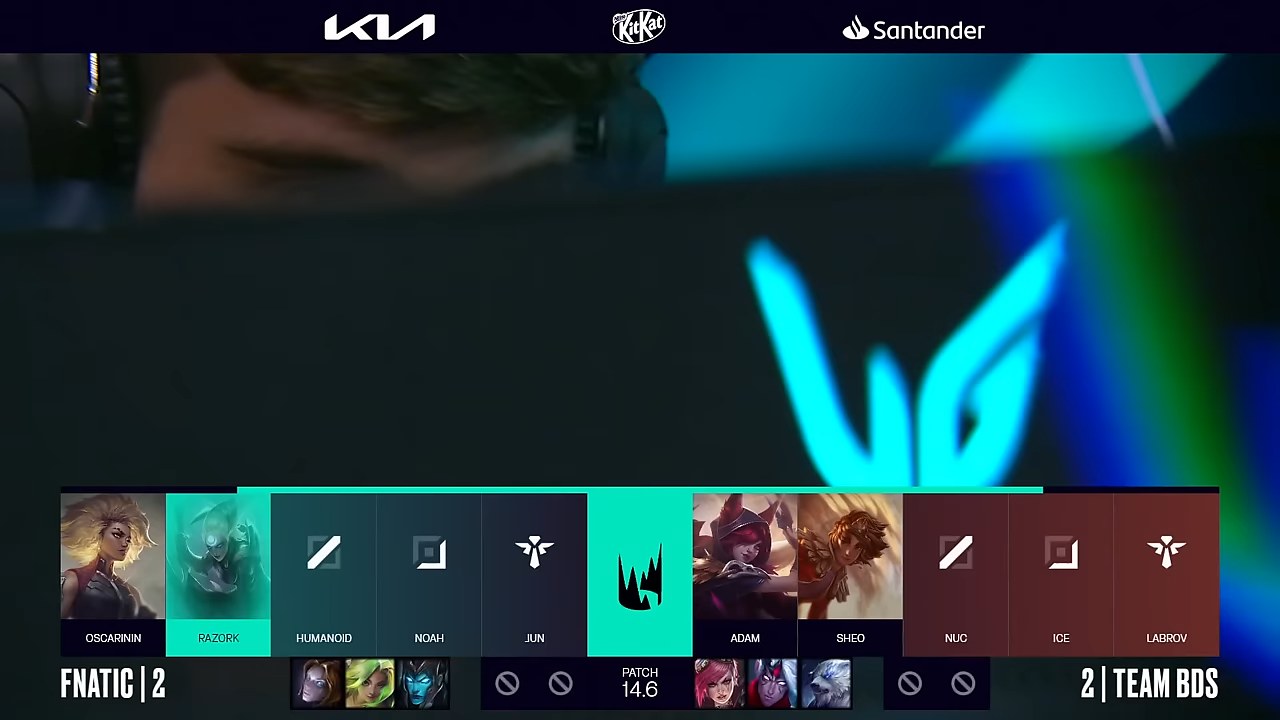 KIA
Nestlé KitKat
Santander
OSCARININ
RAZORK
HUMANOID
NOAH
JUN
ADAM
SHEO
NUC
ICE
LABROV
FNATIC | 2
PATCH
14.6
2 | TEAM BDS